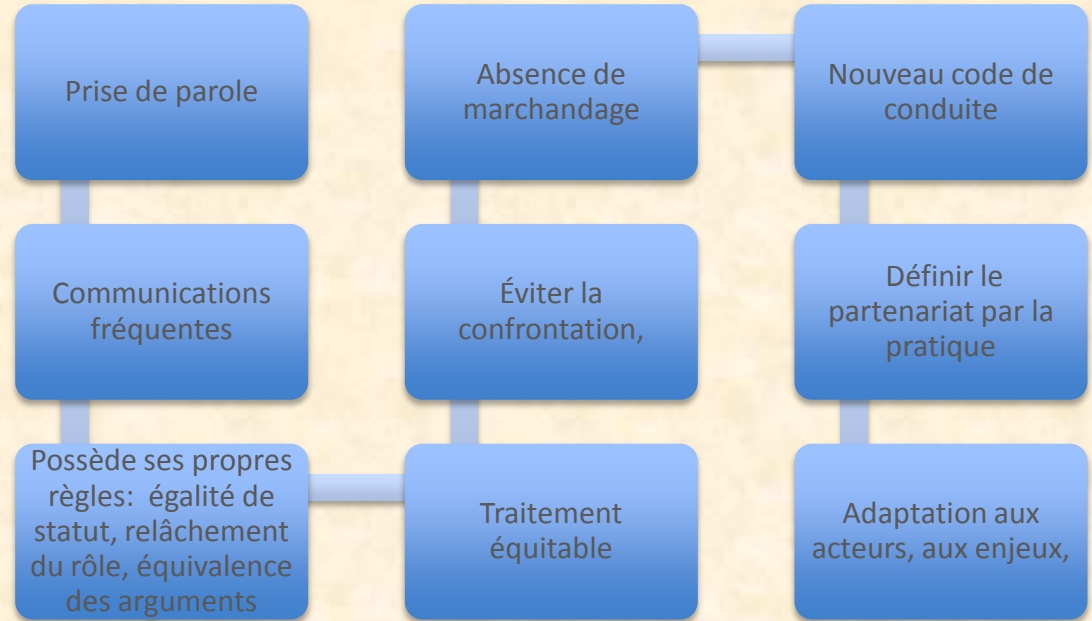 Prise de parole
Communications
fréquentes
Possède ses propres
règles:  égalité de
statut, relâchement
du rôle, équivalence
des arguments
Traitement
équitable
Éviter la
confrontation,
Absence de
marchandage
Nouveau code de
conduite
Définir le
partenariat par la
pratique
Adaptation aux
acteurs, aux enjeux,